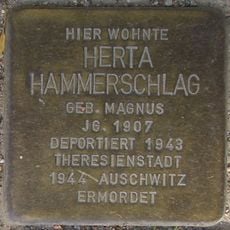 HIER WOHNTE
HERTA
HAMMERSCHLAG
GEB. MAGNUS
JG. 1907
DEPORTIERT 1943
THERESIENSTADT
1944 AUSCHWITZ
ERMORDET